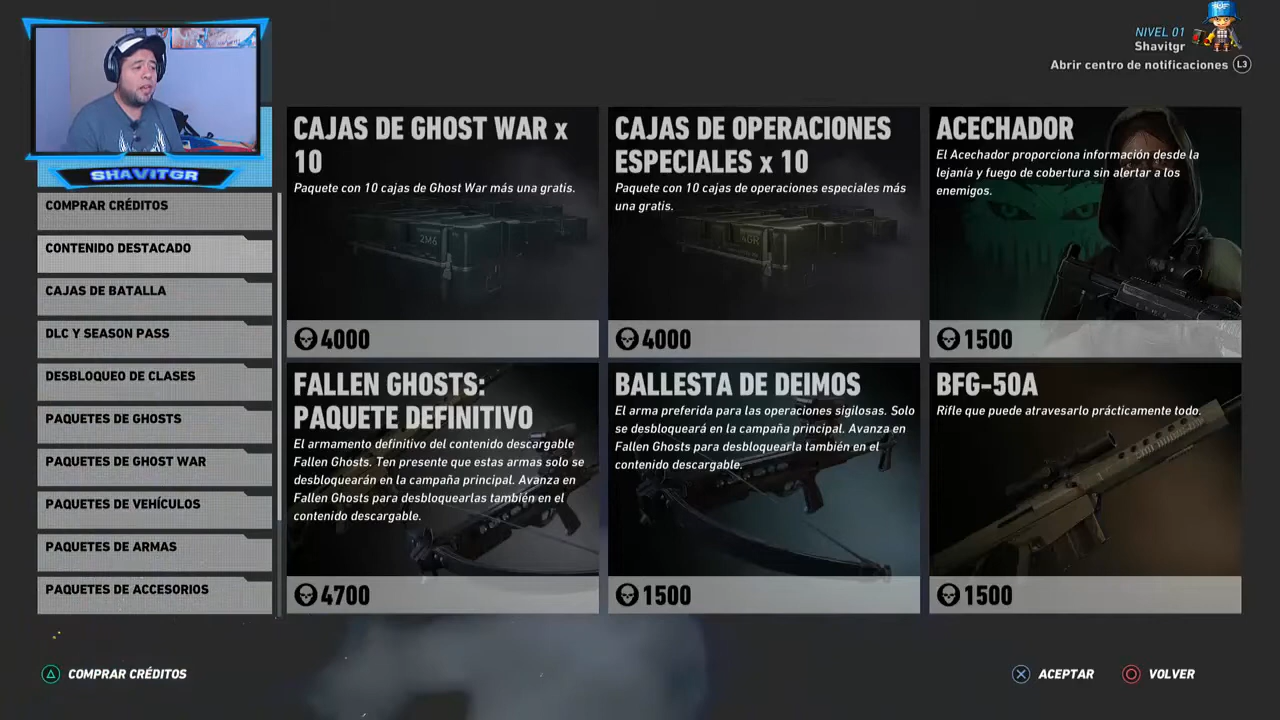 NIVEL 01
Shavitgr
Abrir centro de notificaciones L3
SHAVITGR
COMPRAR CRÉDITOS
CONTENIDO DESTACADO
CAJAS DE BATALLA
DLC Y SEASON PASS
DESBLOQUEO DE CLASES
PAQUETES DE GHOSTS
PAQUETES DE GHOST WAR
PAQUETES DE VEHÍCULOS
PAQUETES DE ARMAS
PAQUETES DE ACCESORIOS
CAJAS DE GHOST WAR x
10
Paquete con 10 cajas de Ghost War más una gratis.
4000
CAJAS DE OPERACIONES
ESPECIALES x 10
Paquete con 10 cajas de operaciones especiales más
una gratis.
4000
ACECHADOR
El Acechador proporciona información desde la
lejanía y fuego de cobertura sin alertar a los
enemigos.
1500
FALLEN GHOSTS:
PAQUETE DEFINITIVO
El armamento definitivo del contenido descargable
Fallen Ghosts. Ten presente que estas armas solo se
desbloquearán en la campaña principal. Avanza en
Fallen Ghosts para desbloquearlas también en el
contenido descargable.
4700
BALLESTA DE DEIMOS
El arma preferida para las operaciones sigilosas. Solo
se desbloqueará en la campaña principal. Avanza en
Fallen Ghosts para desbloquearla también en el
contenido descargable.
1500
BFG-50A
Rifle que puede atravesarlo prácticamente todo.
1500
COMPRAR CRÉDITOS
ACEPTAR
VOLVER